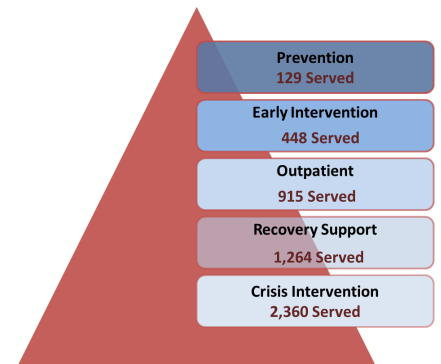 Prevention
129 Served
Early Intervention
448 Served
Outpatient
915 Served
Recovery Support
1,264 Served
Crisis Intervention
2,360 Served